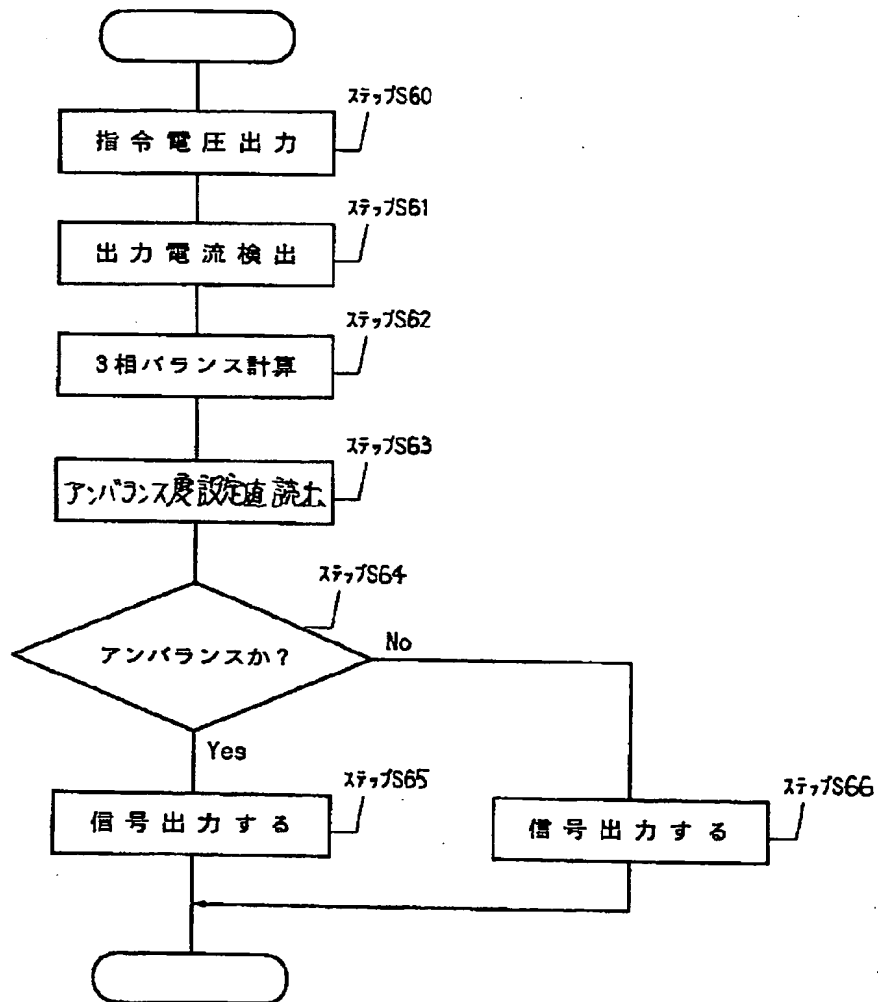 ステップS60
指令電圧出力
ステップS61
出力電流検出
ステップS62
3相バランス計算
ステップS63
アンバランス度設定直読む
ステップS64
アンバランスか?
No
Yes
ステップS65
信号出力する
ステップS66
信号出力する